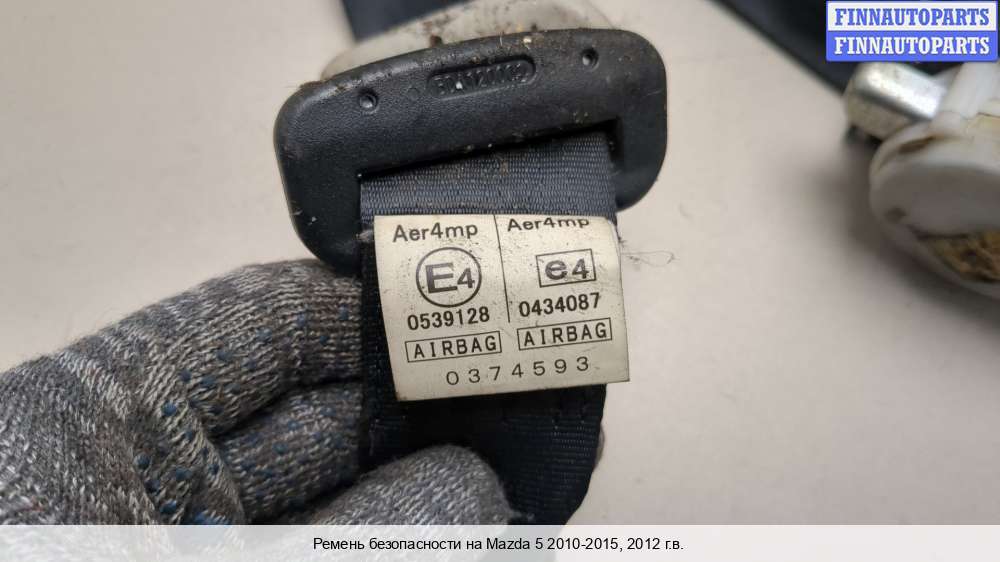 FINNAUTOPARTS
FINNAUTOPARTS
Aer4mp
Aer4mp
E4
e4
0539128
0434087
AIRBAG
AIRBAG
0374593
Ремень безопасности на Mazda 5 2010-2015, 2012 г.в.